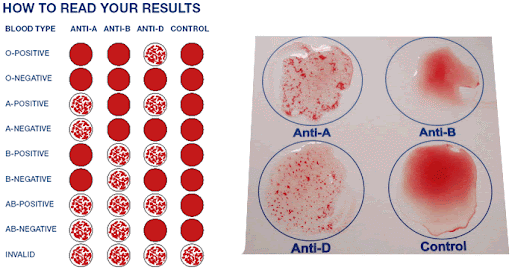 HOW TO READ YOUR RESULTS
BLOOD TYPE ANTI-A ANTI-B ANTI-D CONTROL
O-POSITIVE
O-NEGATIVE
A-POSITIVE
A-NEGATIVE
B-POSITIVE
B-NEGATIVE
AB-POSITIVE
AB-NEGATIVE
INVALID
Anti-A Anti-B
Anti-D Control